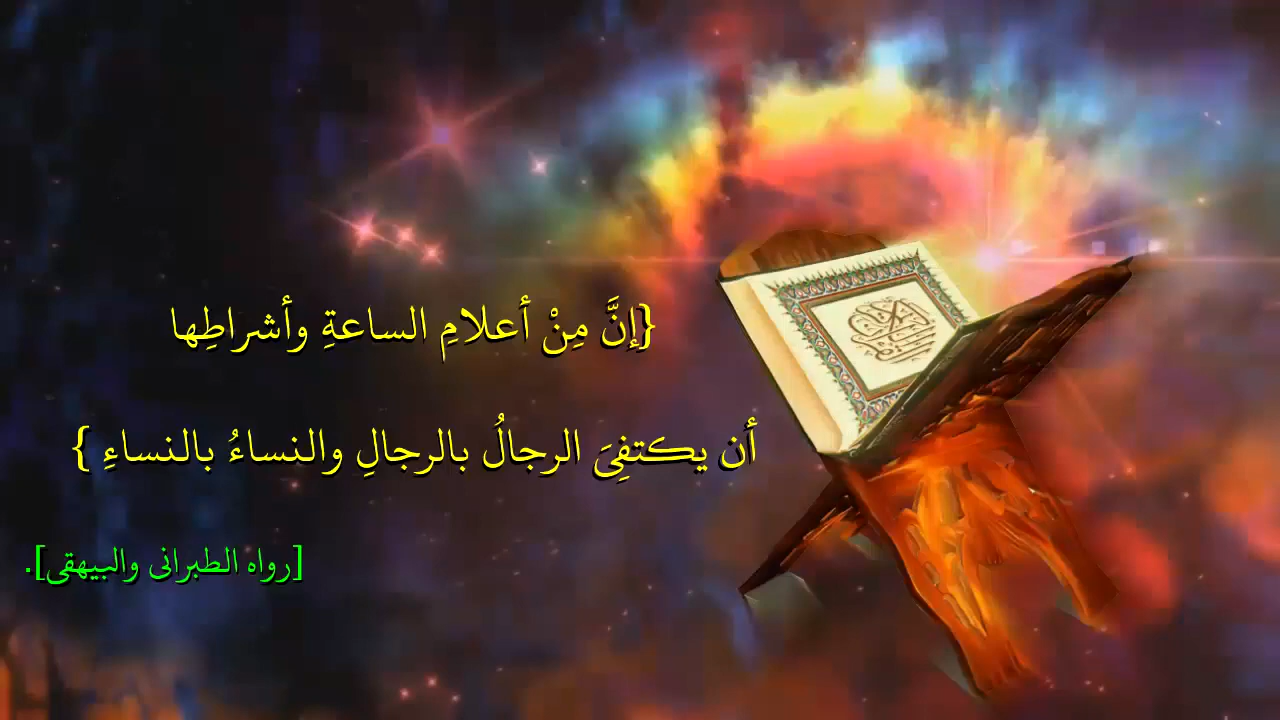 {إنَّ مِنْ أعلامِ الساعةِ وأشراطِها
أن يكتفِىَ الرجالُ بالرجالِ والنساءُ بالنساءِ }
[رواه الطبرانى والبيهقى].